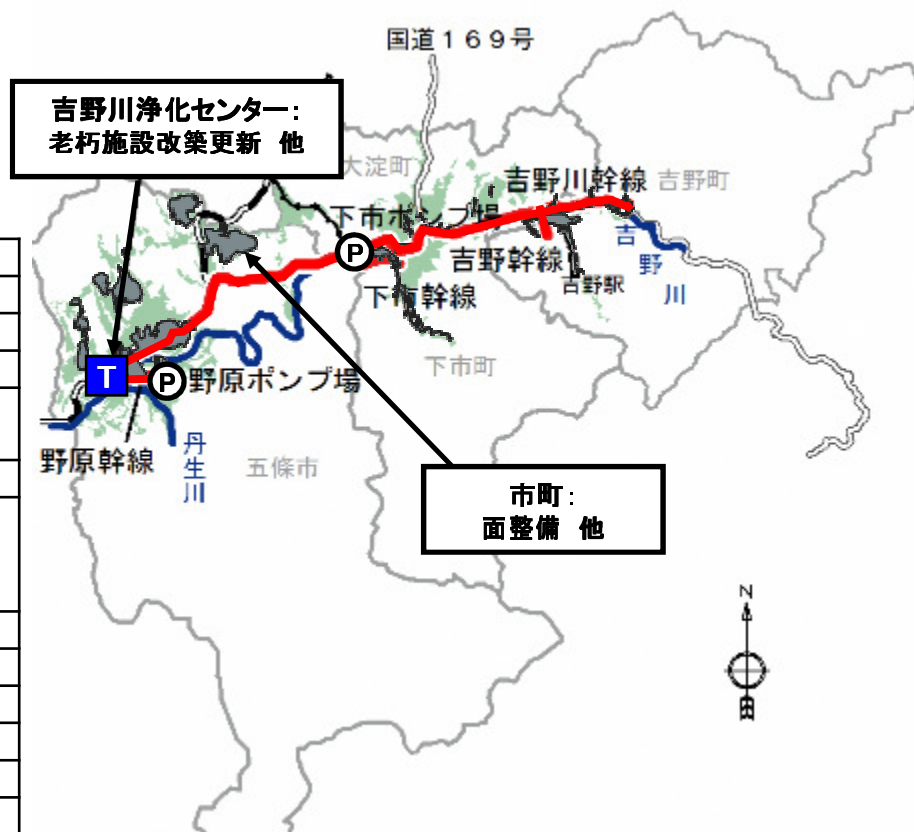 国道１６９号
吉野川浄化センター：
老朽施設改築更新 他
大淀町
吉野川幹線
吉野町
下市ポンプ場
P
吉野幹線
吉野川
吉野駅
下市幹線
下市町
T
P
野原ポンプ場
野原幹線
丹生川
五條市
市町：
面整備 他
N